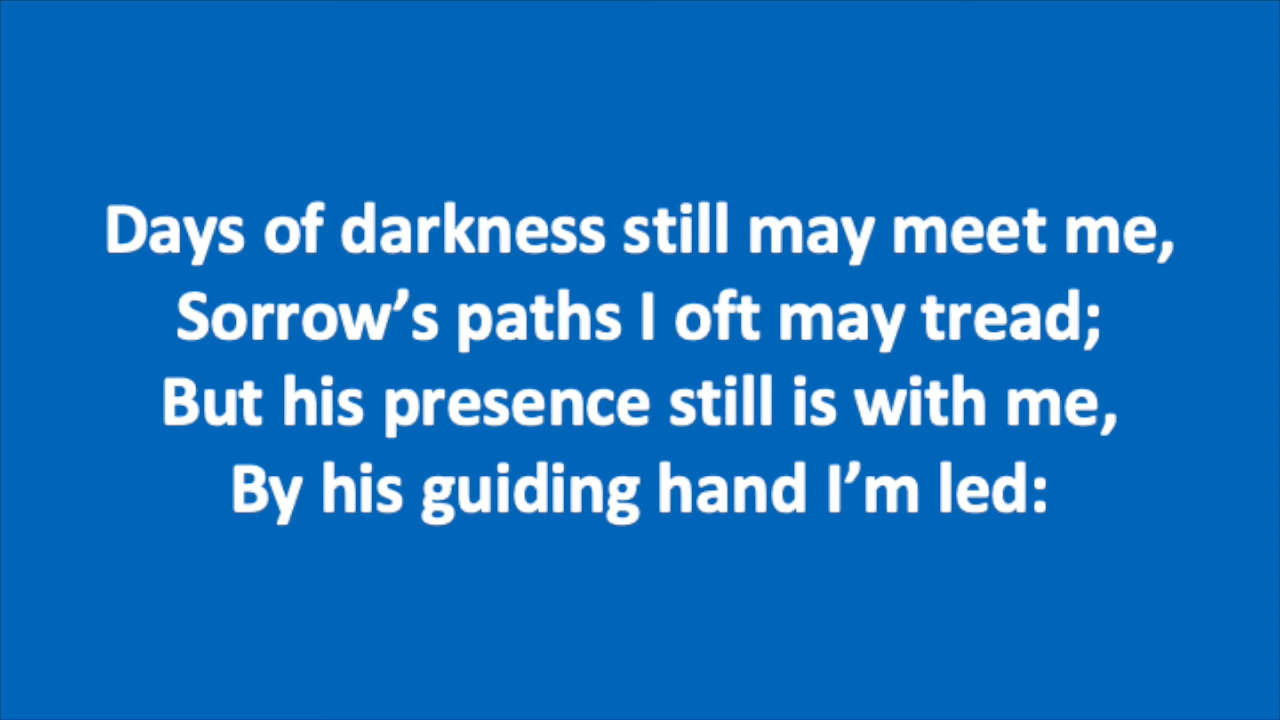 Days of darkness still may meet me,
Sorrow’s paths I oft may tread;
But his presence still is with me,
By his guiding hand I’m led: